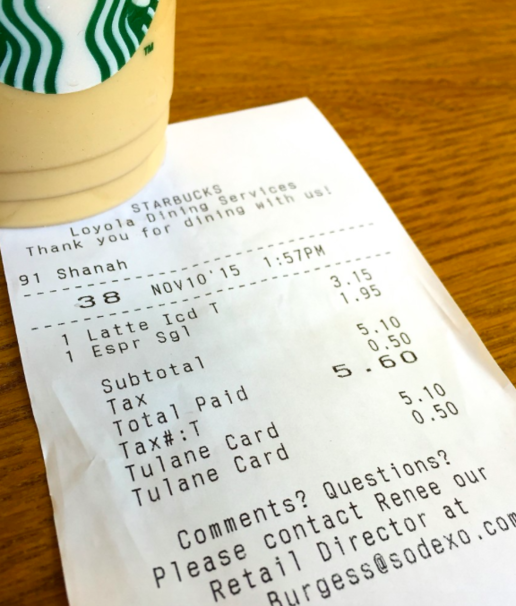 TM
STARBUCKS
Loyola Dining Services
Thank you for dining with us!
91 Shanah
38 NOV10'15 1:57PM
1 Latte Icd T 3.15
1 Espr Sgl 1.95
Subtotal 5.10
Tax 0.50
Total Paid 5.60
Tax#:T
Tulane Card 5.10
Tulane Card 0.50
Comments? Questions?
Please contact Renee our
Retail Director at
Burgess@sodexo.com